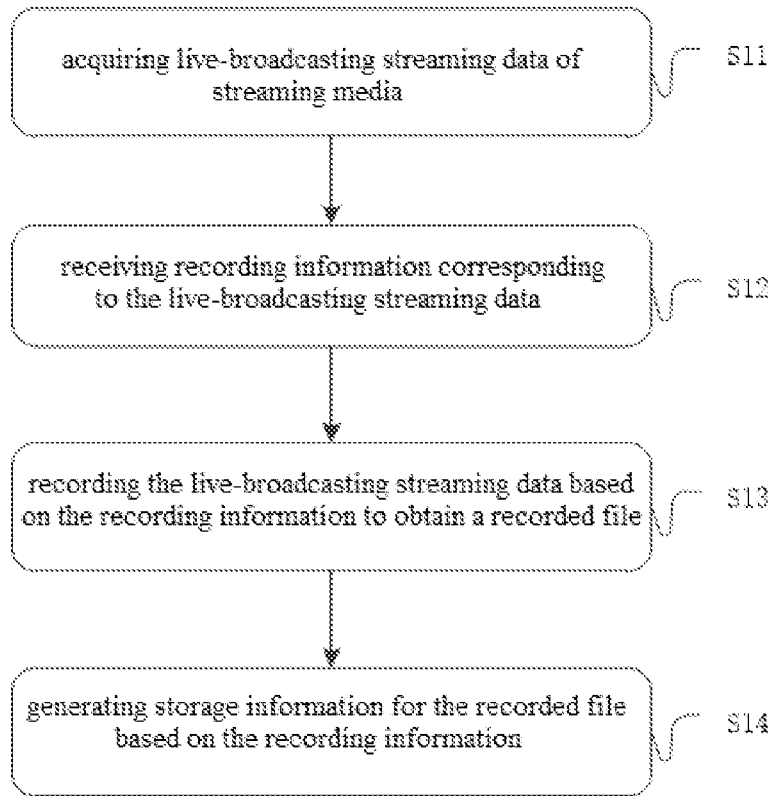 acquiring live-broadcasting streaming data of
streaming media
S11
receiving recording information corresponding
to the live-broadcasting streaming data
S12
recording the live-broadcasting streaming data based
on the recording information to obtain a recorded file
S13
generating storage information for the recorded file
based on the recording information
S14